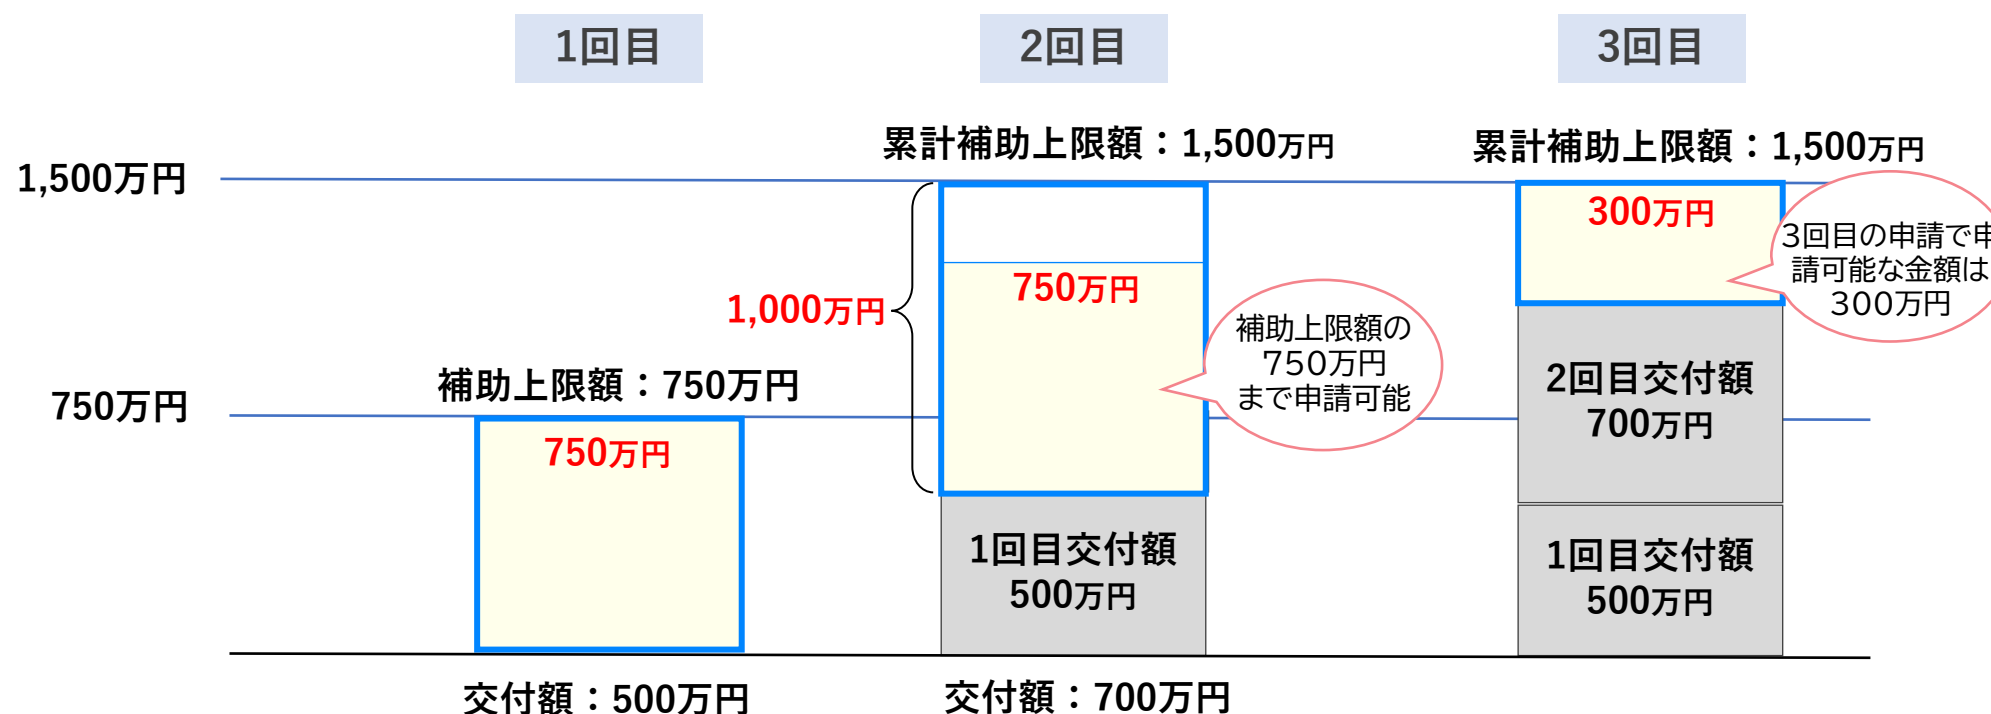 1回目
2回目
3回目
累計補助上限額：1,500万円
累計補助上限額：1,500万円
1,500万円
300万円
3回目の申請で申
請可能な金額は
300万円
750万円
1,000万円
補助上限額の
750万円
まで申請可能
補助上限額：750万円
750万円
2回目交付額
700万円
750万円
1回目交付額
500万円
1回目交付額
500万円
交付額：500万円
交付額：700万円